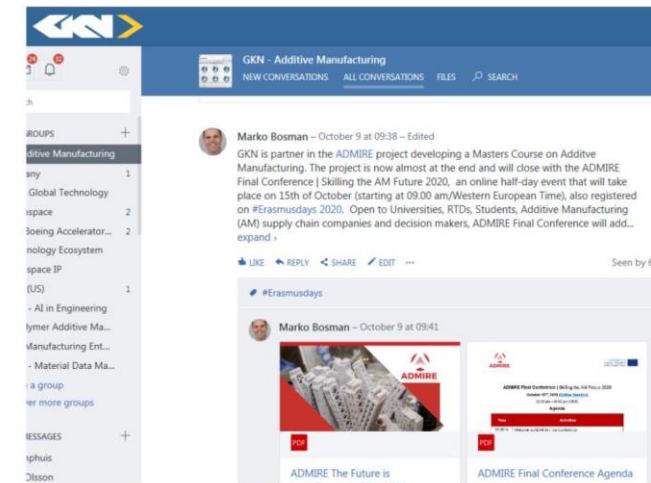 GKN
24
32
GKN - Additive Manufacturing
NEW CONVERSATIONS ALL CONVERSATIONS FILES SEARCH
ROUPS +
dditive Manufacturing
any 1
Global Technology
space 2
Boeing Accelerator... 2
nology Ecosystem
space IP
(US) 1
- AI in Engineering
lymer Additive Ma...
Manufacturing Ent...
- Material Data Ma...
a group
er more groups
ESSAGES +
nphuis
Olsson
Marko Bosman – October 9 at 09:38 – Edited
GKN is partner in the ADMIRE project developing a Masters Course on Additve
Manufacturing. The project is now almost at the end and will close with the ADMIRE
Final Conference | Skilling the AM Future 2020, an online half-day event that will take
place on 15th of October (starting at 09.00 am/Western European Time), also registered
on #Erasmusdays 2020. Open to Universities, RTDs, Students, Additive Manufacturing
(AM) supply chain companies and decision makers, ADMIRE Final Conference will add...
expand ›
LIKE REPLY SHARE EDIT ··· Seen by 6
#Erasmusdays
Marko Bosman – October 9 at 09:41
ADMIRE
PDF
ADMIRE The Future is
ADMIRE
ADMIRE Final Conference | Skilling the AM Future 2020
Agenda
PDF
ADMIRE Final Conference Agenda